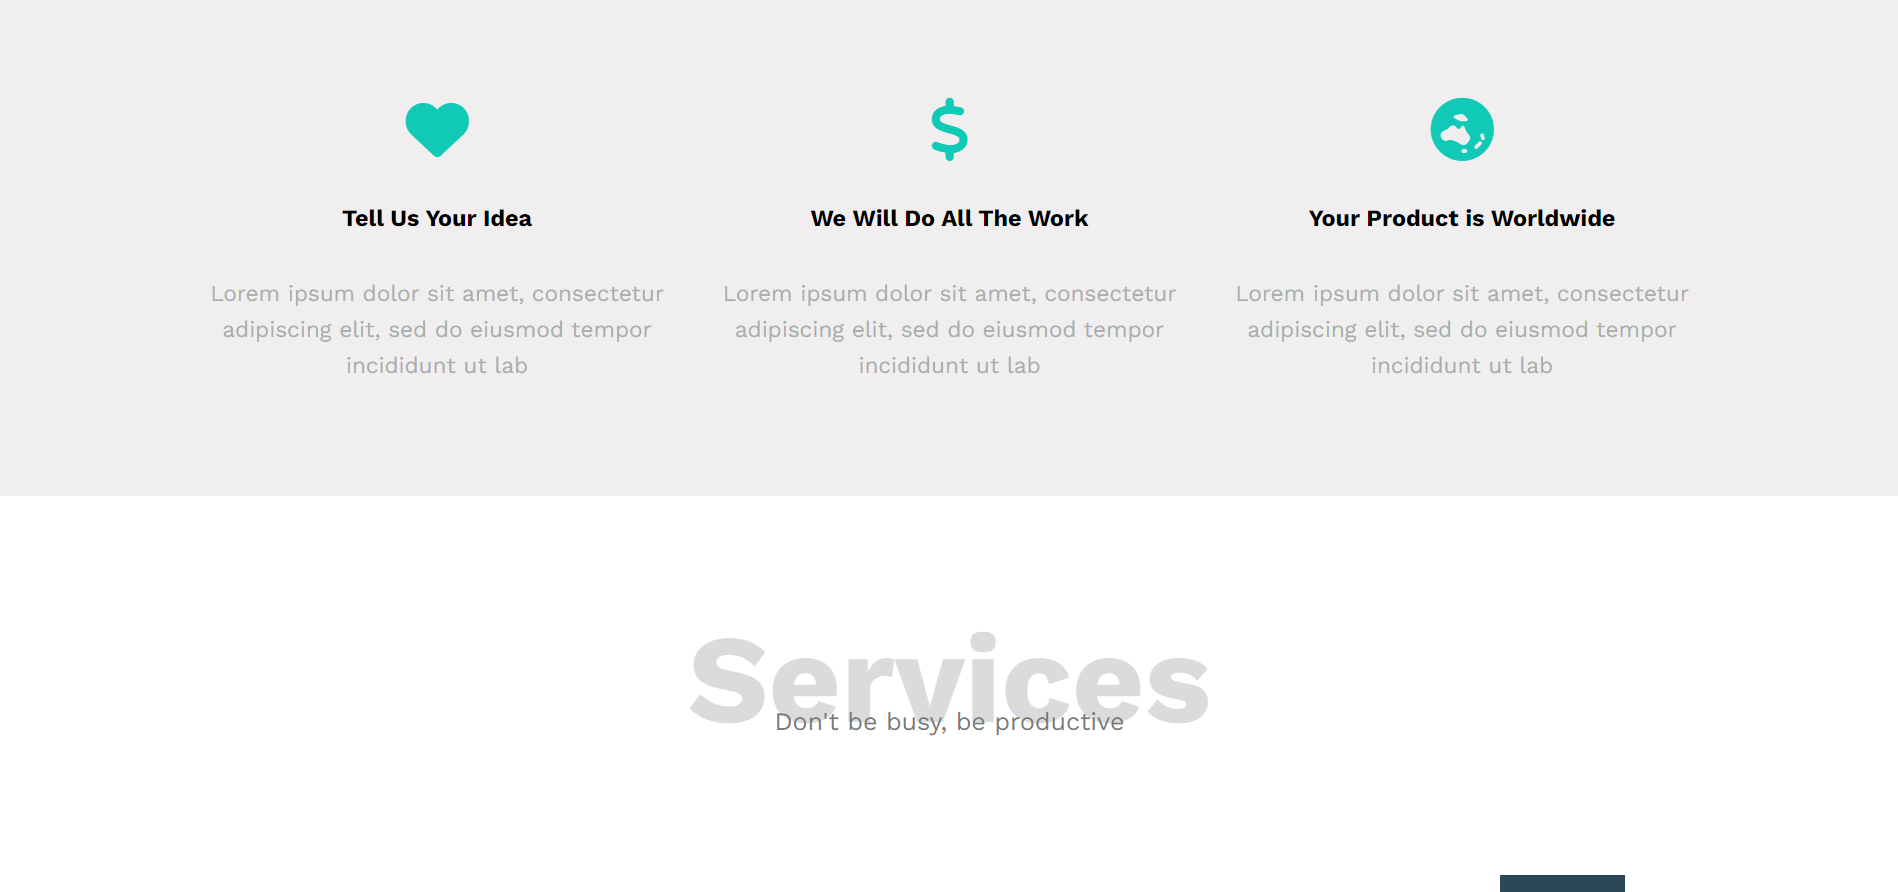 Tell Us Your Idea
Lorem ipsum dolor sit amet, consectetur
adipiscing elit, sed do eiusmod tempor
incididunt ut lab
We Will Do All The Work
Lorem ipsum dolor sit amet, consectetur
adipiscing elit, sed do eiusmod tempor
incididunt ut lab
Your Product is Worldwide
Lorem ipsum dolor sit amet, consectetur
adipiscing elit, sed do eiusmod tempor
incididunt ut lab
Services
Don't be busy, be productive